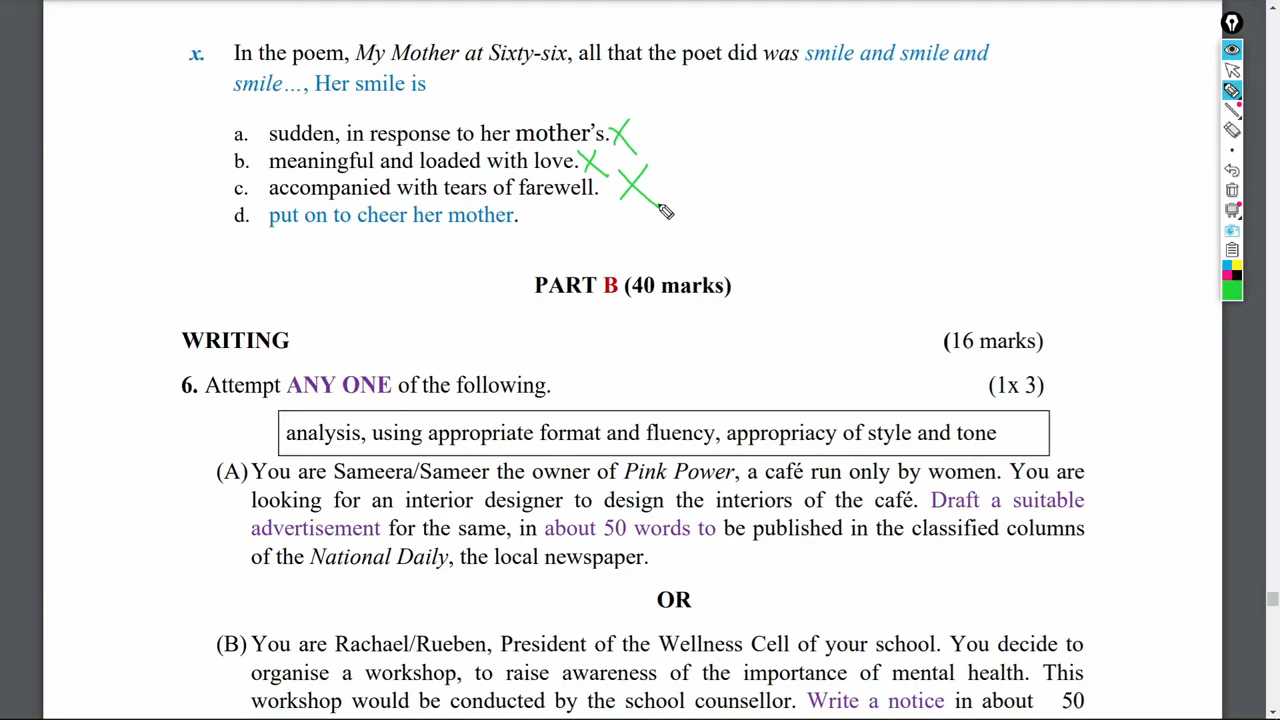 x. In the poem, My Mother at Sixty-six, all that the poet did was smile and smile and
smile…, Her smile is
a. sudden, in response to her mother’s.
b. meaningful and loaded with love.
c. accompanied with tears of farewell.
d. put on to cheer her mother.
PART B (40 marks)
WRITING (16 marks)
6. Attempt ANY ONE of the following. (1x 3)
analysis, using appropriate format and fluency, appropriacy of style and tone
(A) You are Sameera/Sameer the owner of Pink Power, a café run only by women. You are
looking for an interior designer to design the interiors of the café. Draft a suitable
advertisement for the same, in about 50 words to be published in the classified columns
of the National Daily, the local newspaper.
OR
(B) You are Rachael/Rueben, President of the Wellness Cell of your school. You decide to
organise a workshop, to raise awareness of the importance of mental health. This
workshop would be conducted by the school counsellor. Write a notice in about 50